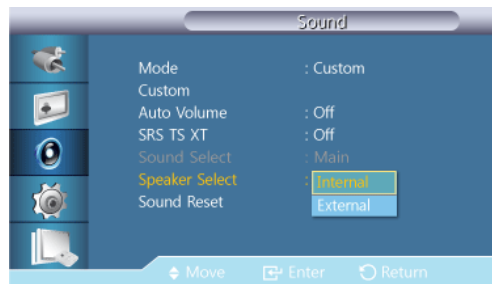 Sound
Mode : Custom
Custom
Auto Volume : Off
SRS TS XT : Off
Sound Select : Main
Speaker Select : Internal
External
Sound Reset
Move Enter Return